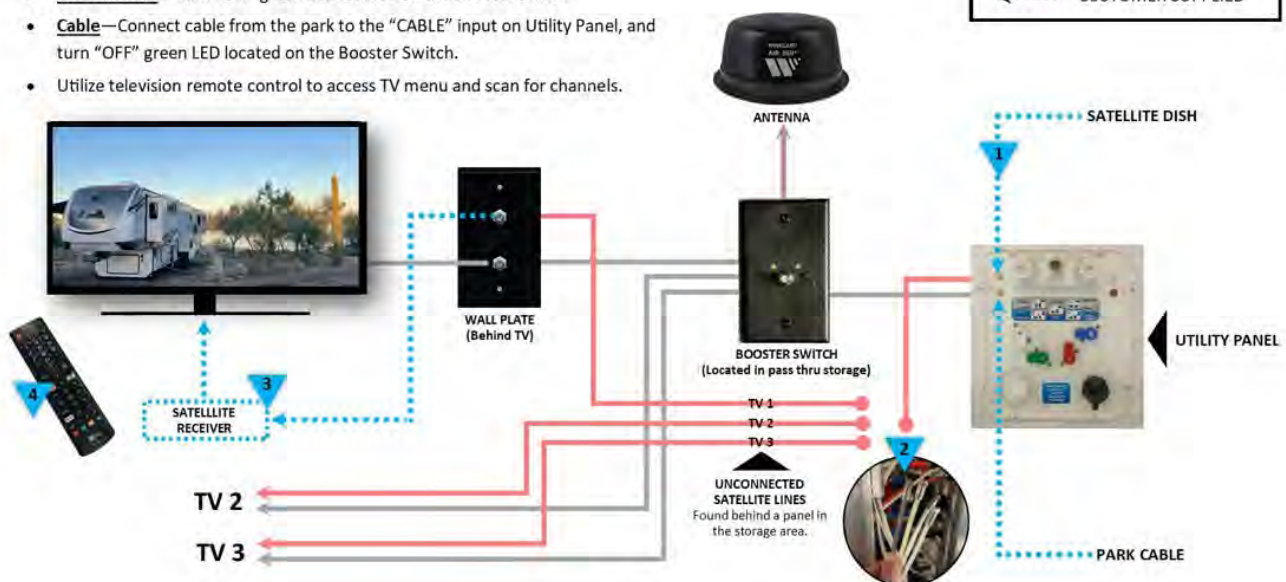 • Cable—Connect cable from the park to the “CABLE” input on Utility Panel, and
turn “OFF” green LED located on the Booster Switch.
• Utilize television remote control to access TV menu and scan for channels.
CUSTOMER SUPPLIED
ANTENNA
SATELLITE DISH
1
WALL PLATE
(Behind TV)
BOOSTER SWITCH
(Located in pass thru storage)
UTILITY PANEL
4
3
SATELLLITE
RECEIVER
TV 1
TV 2
TV 3
2
UNCONNECTED
SATELLITE LINES
Found behind a panel in
the storage area.
TV 2
TV 3
PARK CABLE